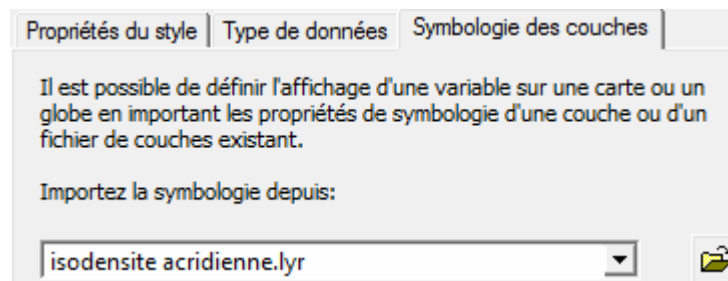 Propriétés du style Type de données Symbologie des couches
Il est possible de définir l'affichage d'une variable sur une carte ou un
globe en important les propriétés de symbologie d'une couche ou d'un
fichier de couches existant.
Importez la symbologie depuis:
isodensite acridienne.lyr